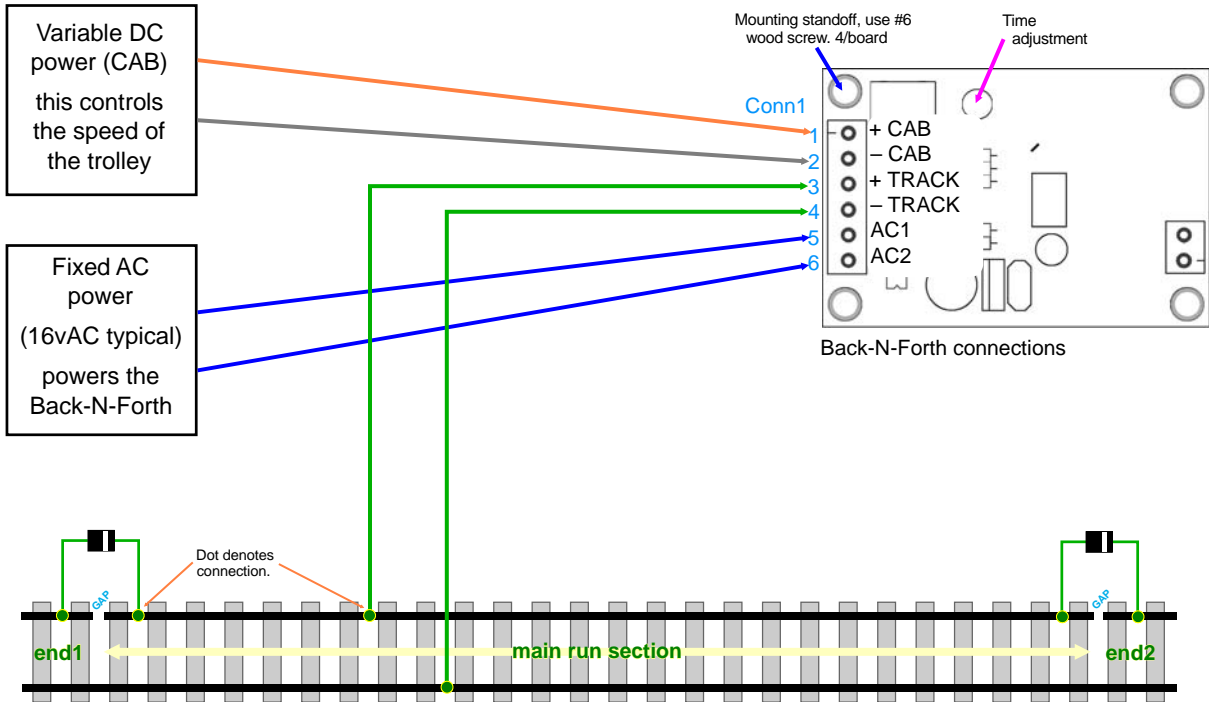 Variable DC
power (CAB)
this controls
the speed of
the trolley
Fixed AC
power
(16vAC typical)
powers the
Back-N-Forth
Mounting standoff, use #6
wood screw. 4/board
Time
adjustment
Conn1
1
2
3
4
5
6
+ CAB
– CAB
+ TRACK
– TRACK
AC1
AC2
Back-N-Forth connections
Dot denotes
connection.
GAP
GAP
end1
main run section
end2